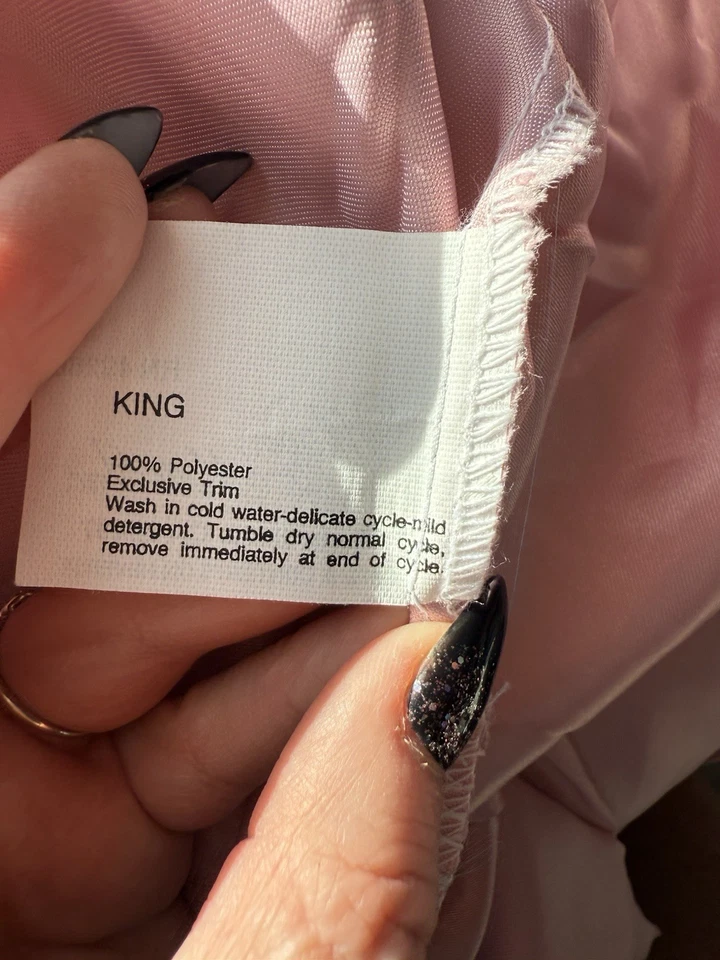 KING
100% Polyester
Exclusive Trim
Wash in cold water-delicate cycle-mild
detergent. Tumble dry normal cycle,
remove immediately at end of cycle.